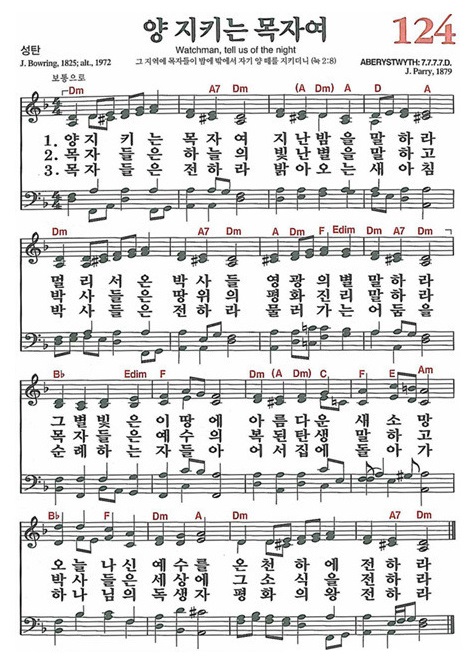 양 지키는 목자여
124
성탄
Watchman, tell us of the night
J. Bowring, 1825; alt., 1972
그 지역에 목자들이 밤에 밖에서 자기 양 떼를 지키더니 (눅 2:8)
ABERYSTWYTH: 7.7.7.7.D.
J. Parry, 1879
보통으로
Dm A7 Dm (A) Dm A D A
1. 양 지 키 는 목 자 여 지 난 밤 을 말 하 라
2. 목 자 들 은 하 늘 의 빛 난 별 을 말 하 고
3. 목 자 들 은 전 하 라 밝 아 오 는 새 아 침
Dm Dm A7 Dm Dm A F Edim Dm A7 Dm
멀 리 서 온 박 사 들 영 광 의 별 말 하 라
박 사 들 은 땅 위 의 평 화 진 리 말 하 라
박 사 들 은 전 하 라 물 러 가 는 어 둠 을
B♭ Edim F (A) Dm (Am) C F E Am
그 별 빛 은 이 땅 에 아 름 다 운 새 소 망
목 자 들 은 예 수 의 복 된 탄 생 말 하 고
순 례 하 는 자 들 아 어 서 집 에 돌 아 가
B♭ F Dm A7 Dm Dm A7 Dm
오 늘 나 신 예 수 를 온 천 하 에 전 하 라
박 사 들 은 세 상 에 그 소 식 을 전 하 라
하 나 님 의 독 생 자 평 화 의 왕 전 하 라